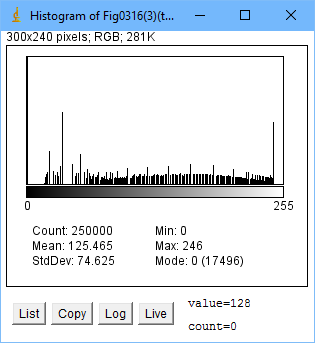 Histogram of Fig0316(3)(t...
300x240 pixels; RGB; 281K
0 255
Count: 250000 Min: 0
Mean: 125.465 Max: 246
StdDev: 74.625 Mode: 0 (17496)
List Copy Log Live value=128
count=0